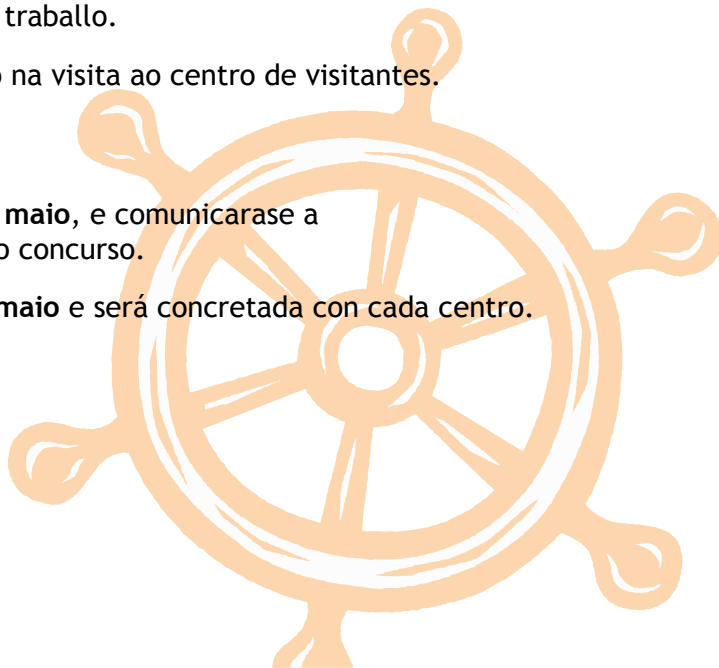 traballo.
o na visita ao centro de visitantes.
maio, e comunicarase a
o concurso.
maio e será concretada con cada centro.